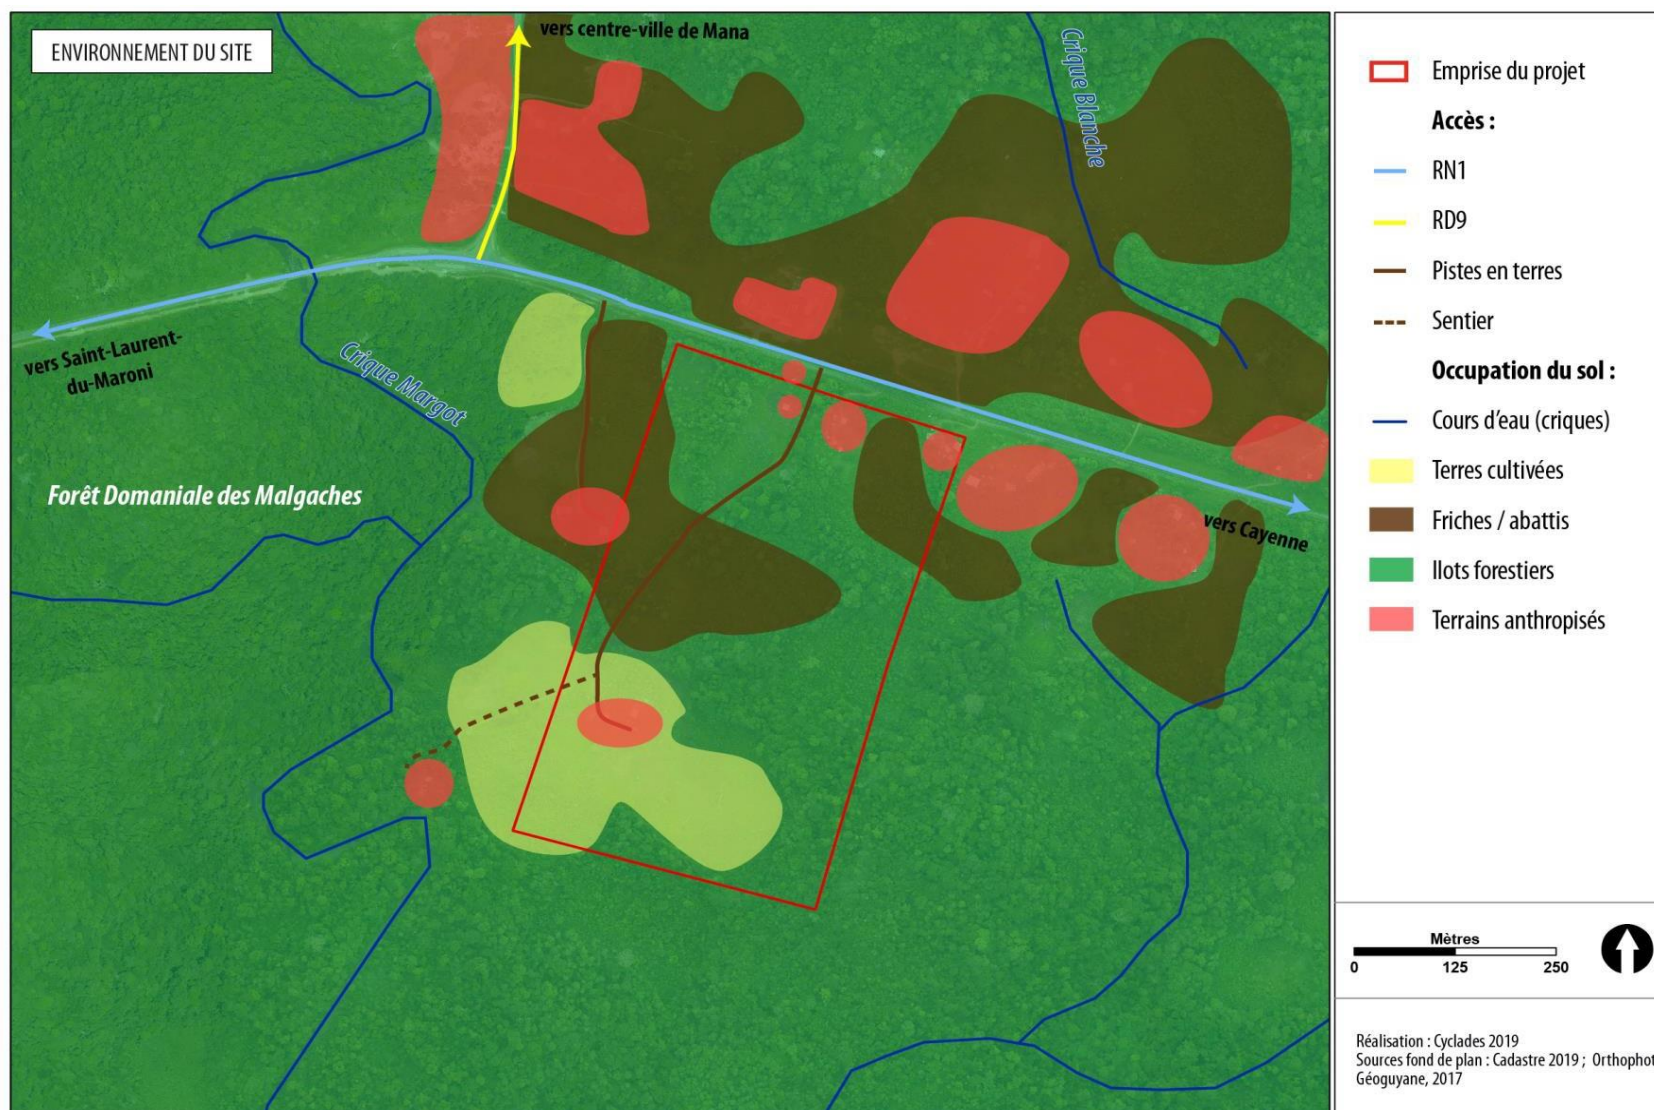 ENVIRONNEMENT DU SITE
vers centre-ville de Mana
Crique Blanche
vers Saint-Laurent-
du-Maroni
Crique Margot
Forêt Domaniale des Malgaches
vers Cayenne
Emprise du projet
Accès :
RN1
RD9
Pistes en terres
Sentier
Occupation du sol :
Cours d'eau (criques)
Terres cultivées
Friches / abattis
Ilots forestiers
Terrains anthropisés
Mètres
0 125 250
Réalisation : Cyclades 2019
Sources fond de plan : Cadastre 2019 ; Orthophot
Géoguyane, 2017